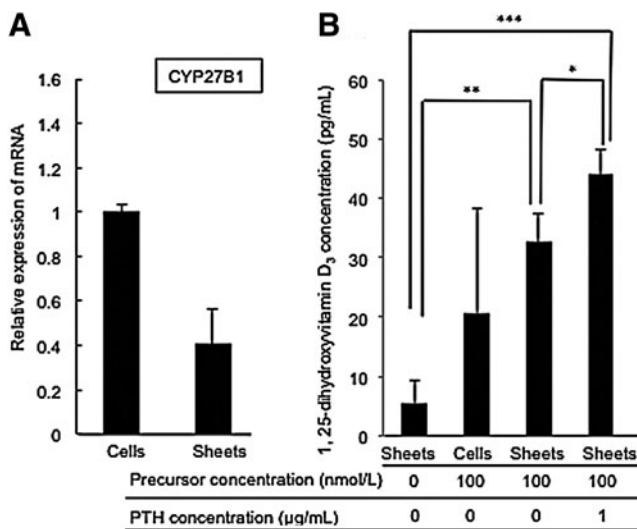 A
CYP27B1
Relative expression of mRNA
1.6
1.4
1.2
1
0.8
0.6
0.4
0.2
0
Cells Sheets
B
***
** *
1, 25-dihydroxyvitamin D₃ concentration (pg/mL)
60
50
40
30
20
10
0
Sheets Cells Sheets Sheets
Precursor concentration (nmol/L) 0 100 100 100
PTH concentration (μg/mL) 0 0 0 1